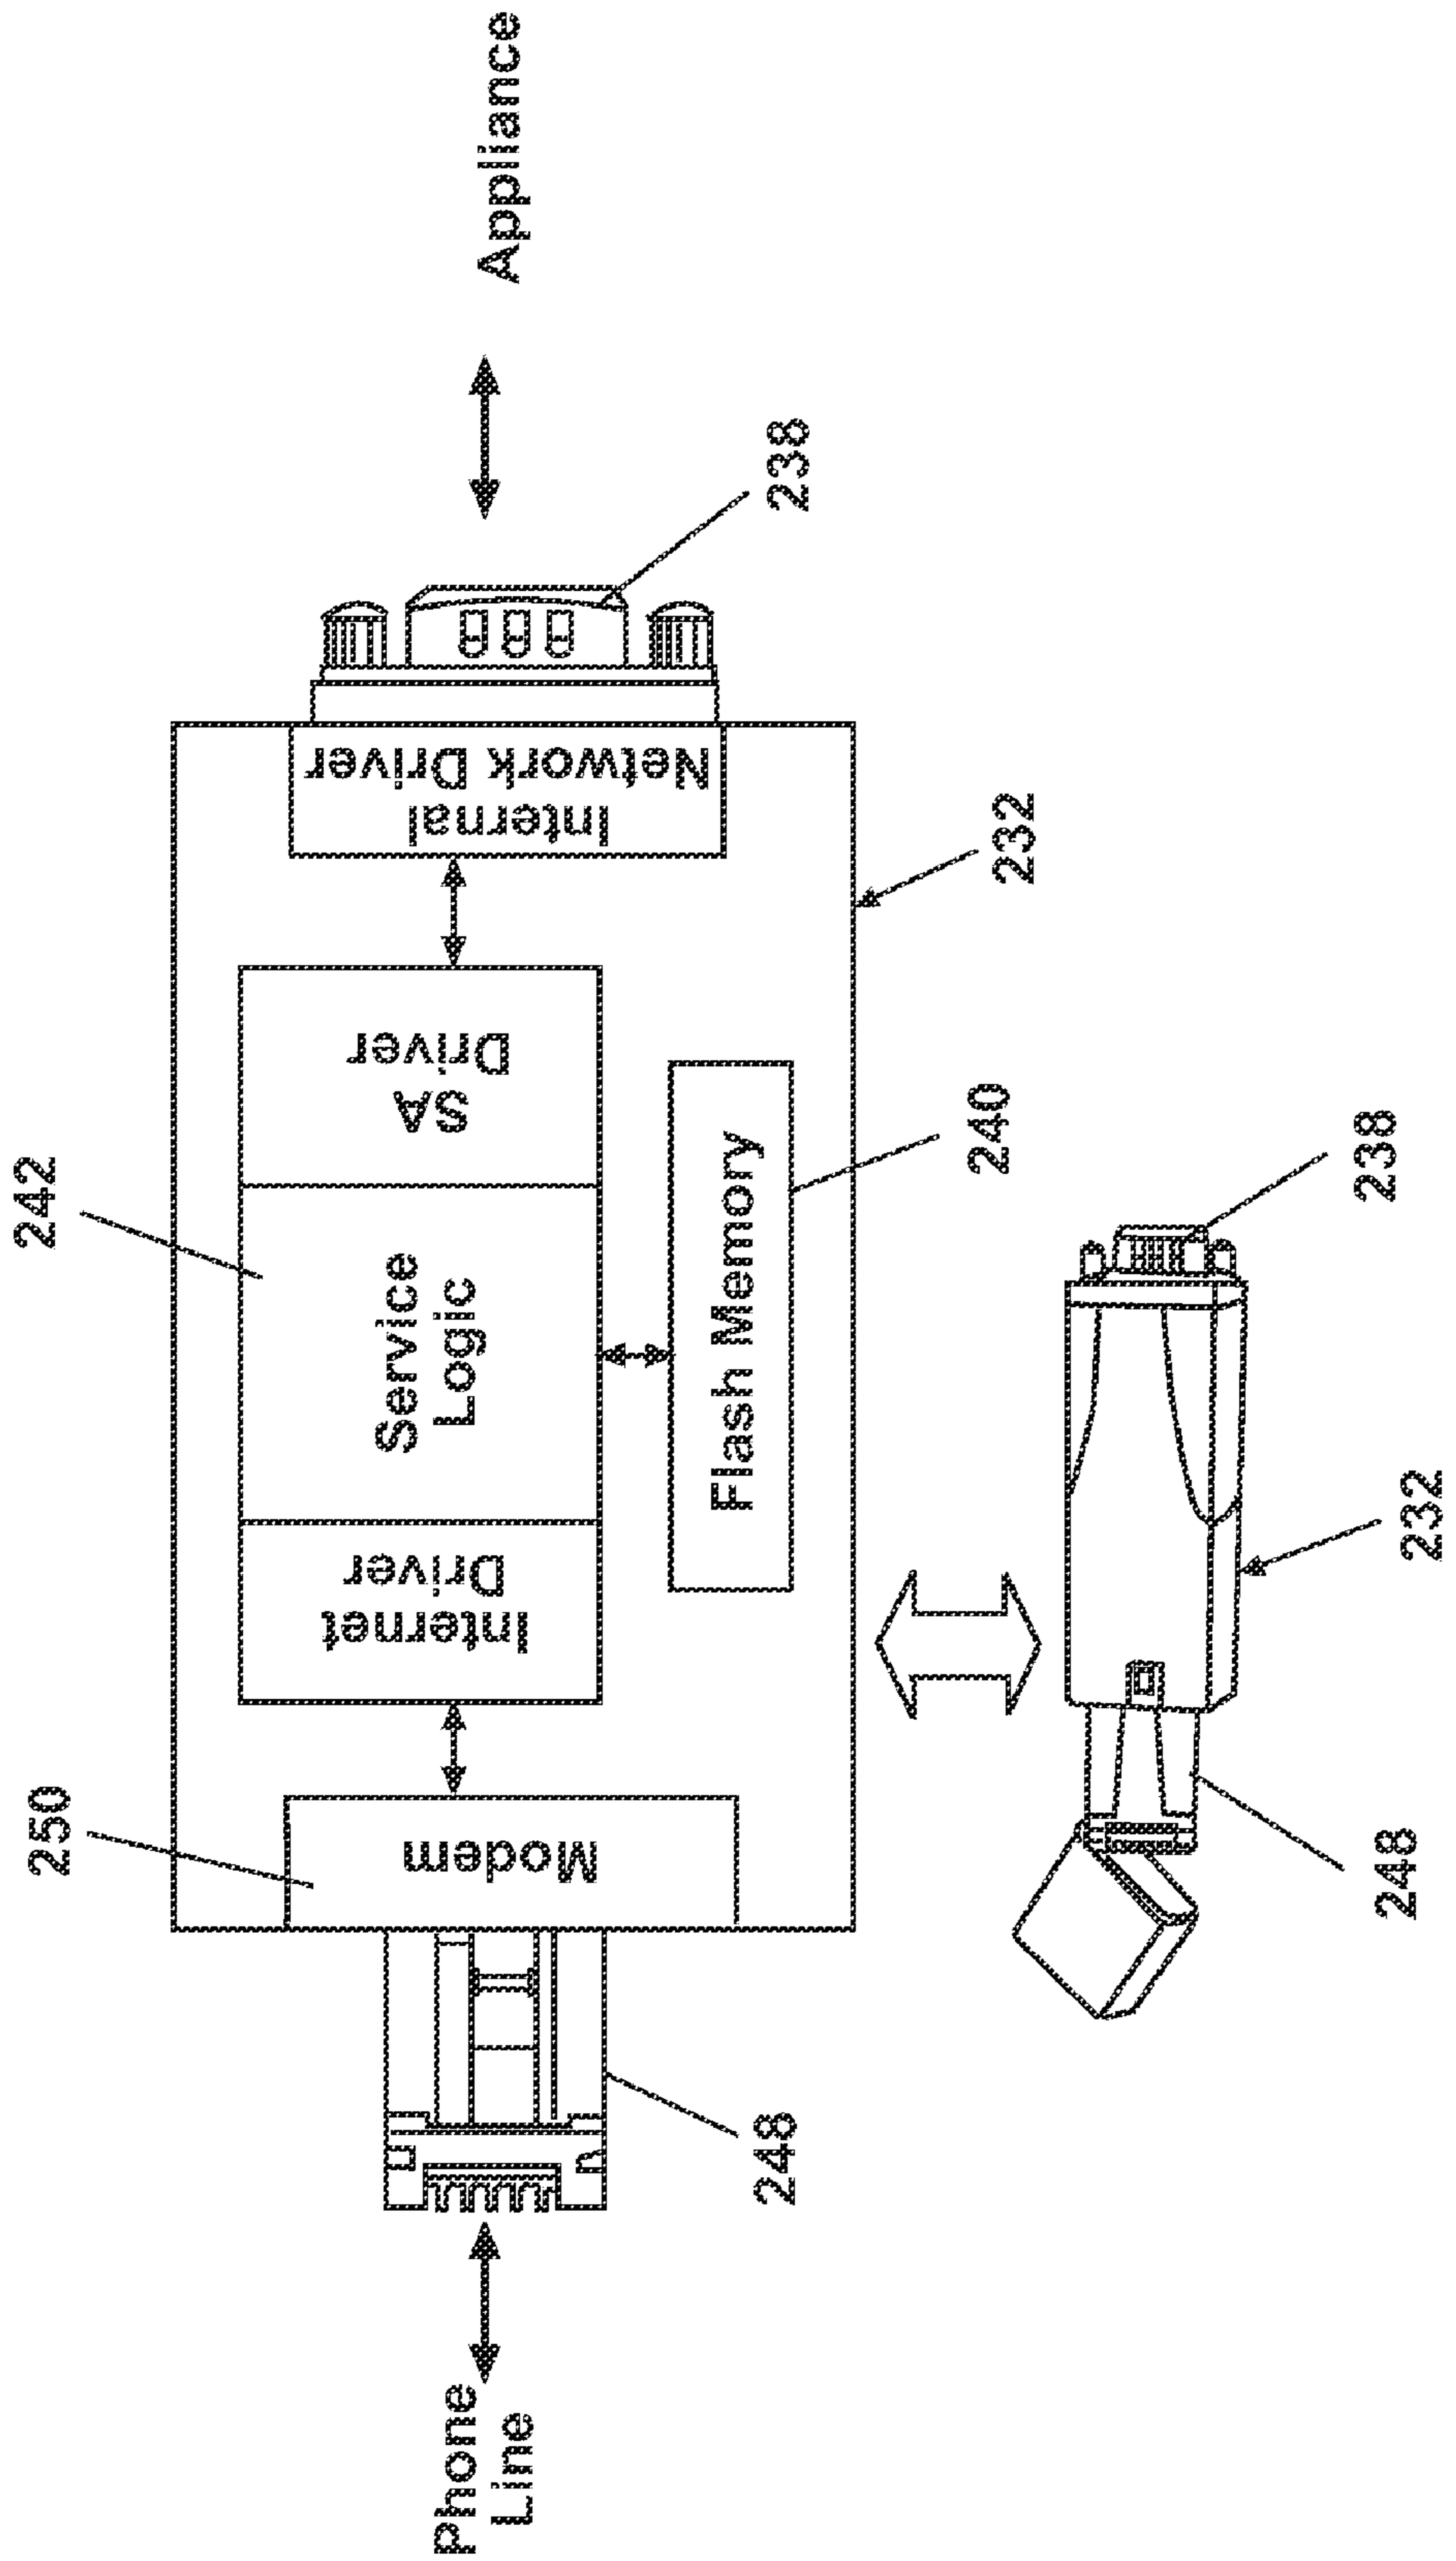 242
250
Phone
Line
Modem
Internet
Driver
Service
Logic
SA
Driver
Internal
Network Driver
Appliance
Flash Memory
248
240
232
238
248
232
238